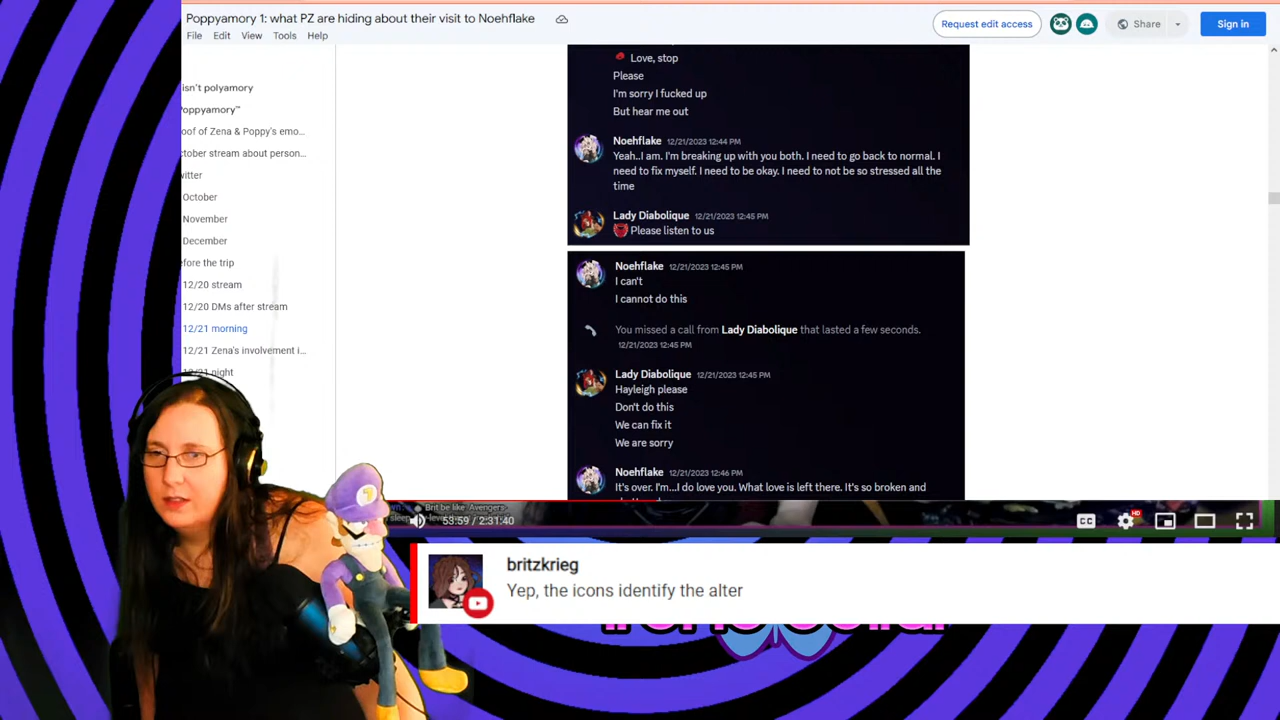 Poppyamory 1: what PZ are hiding about their visit to Noehflake
Request edit access
Share
Sign in
File Edit View Tools Help
isn't polyamory
Poppyamory™
oof of Zena & Poppy's emo...
ctober stream about person...
witter
October
November
December
efore the trip
12/20 stream
12/20 DMs after stream
12/21 morning
12/21 Zena's involvement i...
night
Love, stop
Please
I'm sorry I fucked up
But hear me out
Noehflake 12/21/2023 12:44 PM
Yeah..I am. I'm breaking up with you both. I need to go back to normal. I
need to fix myself. I need to be okay. I need to not be so stressed all the
time
Lady Diabolique 12/21/2023 12:45 PM
Please listen to us
Noehflake 12/21/2023 12:45 PM
I can't
I cannot do this
You missed a call from Lady Diabolique that lasted a few seconds.
12/21/2023 12:45 PM
Lady Diabolique 12/21/2023 12:45 PM
Hayleigh please
Don't do this
We can fix it
We are sorry
Noehflake 12/21/2023 12:46 PM
It's over. I'm...I do love you. What love is left there. It's so broken and
Brit be like, Avengers
53:59 / 2:31:40
CC
HD
britzkrieg
Yep, the icons identify the alter